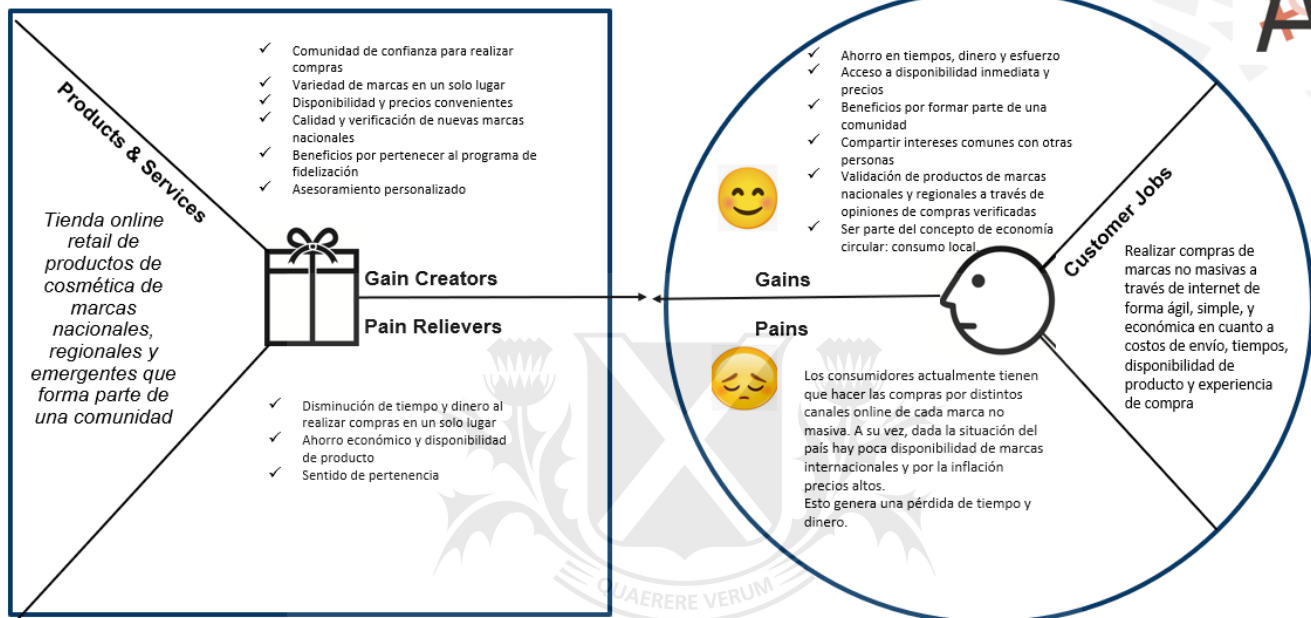 ✓ Comunidad de confianza para realizar
compras
✓ Variedad de marcas en un solo lugar
✓ Disponibilidad y precios convenientes
✓ Calidad y verificación de nuevas marcas
nacionales
✓ Beneficios por pertenecer al programa de
fidelización
✓ Asesoramiento personalizado
Products & Services
Tienda online
retail de
productos de
cosmética de
marcas
nacionales,
regionales y
emergentes que
forma parte de
una comunidad
Gain Creators
Pain Relievers
✓ Disminución de tiempo y dinero al
realizar compras en un solo lugar
✓ Ahorro económico y disponibilidad
de producto
✓ Sentido de pertenencia
✓ Ahorro en tiempos, dinero y esfuerzo
✓ Acceso a disponibilidad inmediata y
precios
✓ Beneficios por formar parte de una
comunidad
✓ Compartir intereses comunes con otras
personas
✓ Validación de productos de marcas
nacionales y regionales a través de
opiniones de compras verificadas
✓ Ser parte del concepto de economía
circular: consumo local.
Gains
Pains
Los consumidores actualmente tienen
que hacer las compras por distintos
canales online de cada marca no
masiva. A su vez, dada la situación del
país hay poca disponibilidad de marcas
internacionales y por la inflación
precios altos.
Esto genera una pérdida de tiempo y
dinero.
Customer Jobs
Realizar compras de
marcas no masivas a
través de internet de
forma ágil, simple, y
económica en cuanto a
costos de envío, tiempos,
disponibilidad de
producto y experiencia
de compra
QUAERERE VERUM